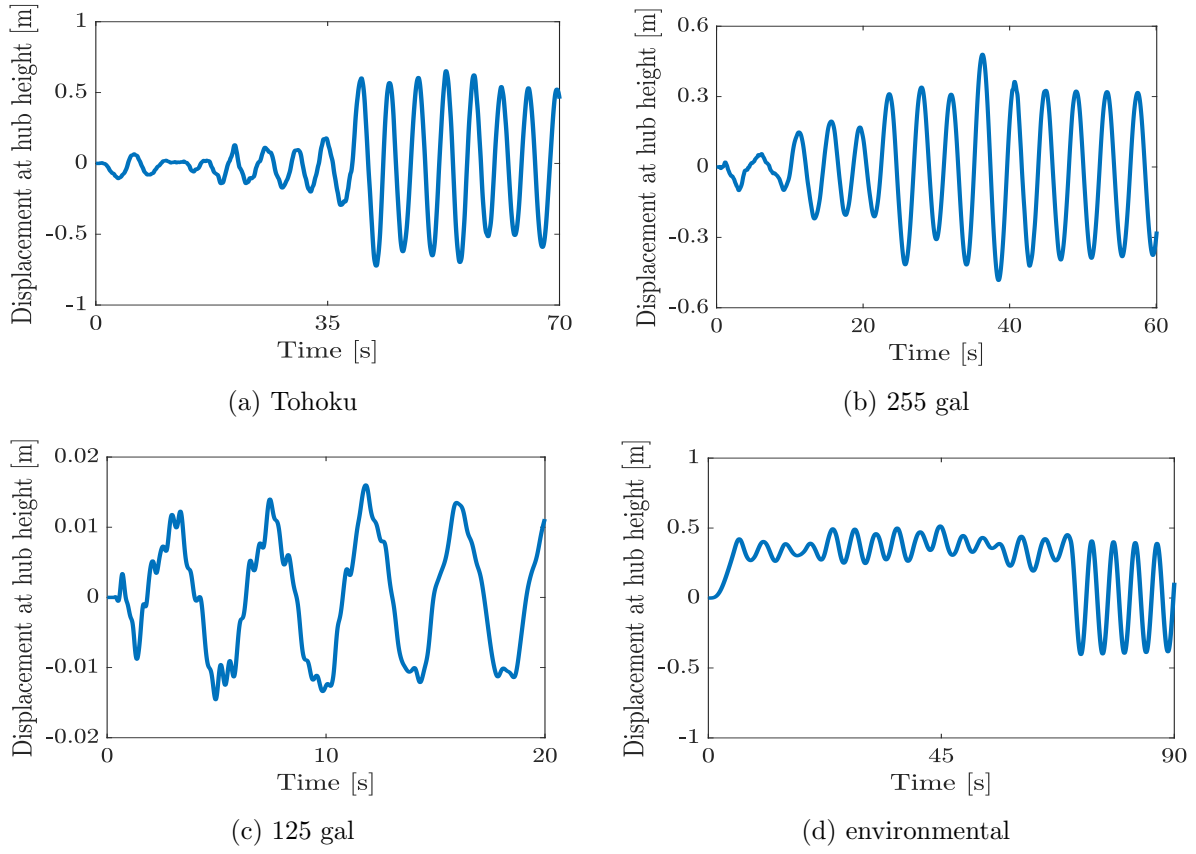 Displacement at hub height [m]
1
0.5
0
-0.5
-1
0
35
70
Time [s]
(a) Tohoku
Displacement at hub height [m]
0.6
0.3
0
-0.3
-0.6
0
20
40
60
Time [s]
(b) 255 gal
Displacement at hub height [m]
0.02
0.01
0
-0.01
-0.02
0
10
20
Time [s]
(c) 125 gal
Displacement at hub height [m]
1
0.5
0
-0.5
-1
0
45
90
Time [s]
(d) environmental